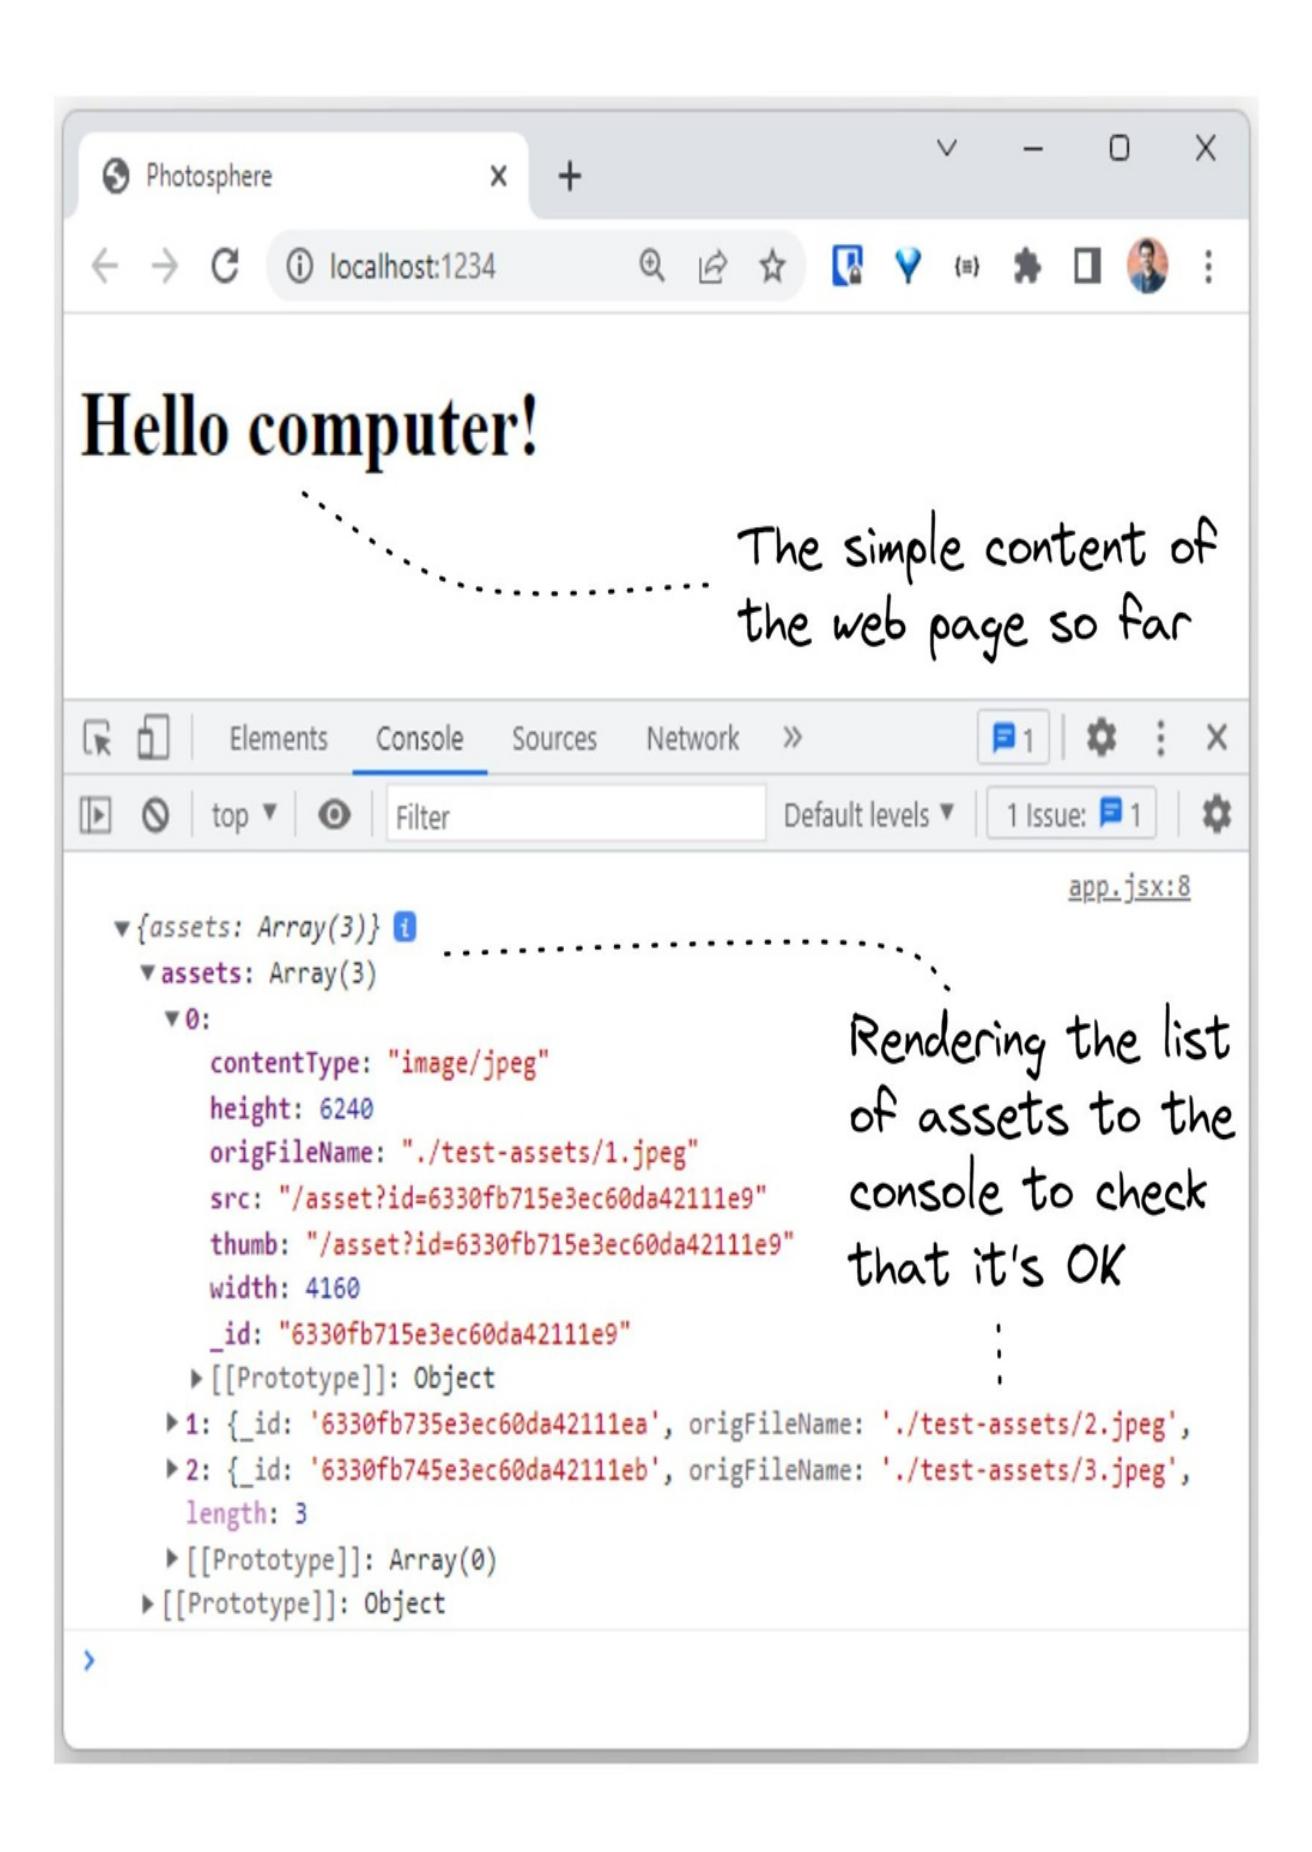 Photosphere
localhost:1234
Hello computer!
The simple content of
the web page so far
Elements Console Sources Network » 1
top Filter Default levels 1 Issue: 1
app.jsx:8
{assets: Array(3)} i
assets: Array(3)
0:
contentType: "image/jpeg"
height: 6240
origFileName: "./test-assets/1.jpeg"
src: "/asset?id=6330fb715e3ec60da42111e9"
thumb: "/asset?id=6330fb715e3ec60da42111e9"
width: 4160
_id: "6330fb715e3ec60da42111e9"
[[Prototype]]: Object
1: {_id: '6330fb735e3ec60da42111ea', origFileName: './test-assets/2.jpeg',
2: {_id: '6330fb745e3ec60da42111eb', origFileName: './test-assets/3.jpeg',
length: 3
[[Prototype]]: Array(0)
[[Prototype]]: Object
Rendering the list
of assets to the
console to check
that it's OK